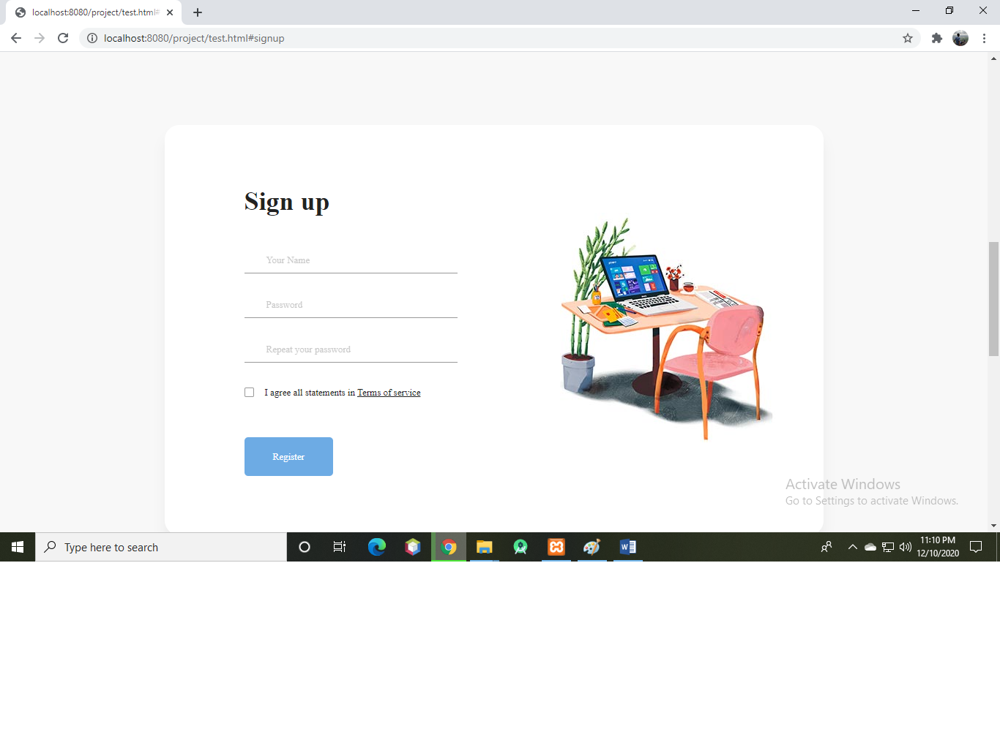 localhost:8080/project/test.html#
localhost:8080/project/test.html#signup
Sign up
Your Name
Password
Repeat your password
I agree all statements in Terms of service
Register
Activate Windows
Go to Settings to activate Windows.
Type here to search
11:10 PM
12/10/2020